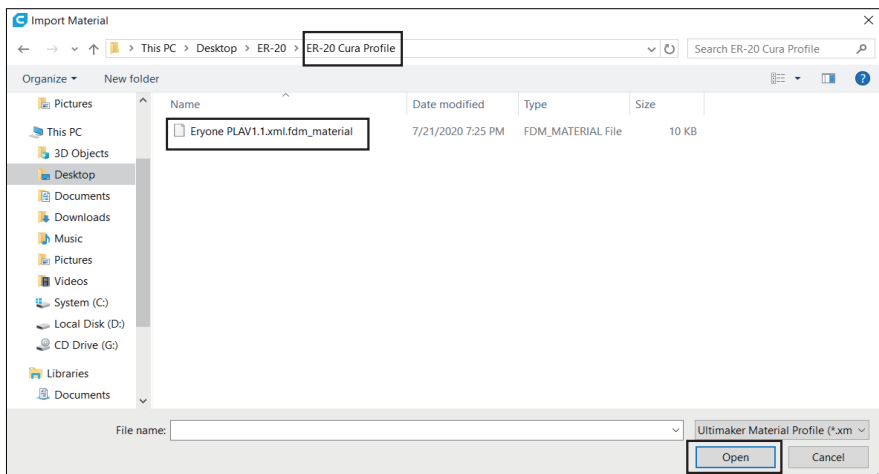 Import Material
This PC > Desktop > ER-20 > ER-20 Cura Profile
Search ER-20 Cura Profile
Organize
New folder
Name
Date modified
Type
Size
Pictures
This PC
3D Objects
Desktop
Documents
Downloads
Music
Pictures
Videos
System (C:)
Local Disk (D:)
CD Drive (G:)
Libraries
Documents
Eryone PLAV1.1.xml.fdm_material
7/21/2020 7:25 PM
FDM_MATERIAL File
10 KB
File name:
Ultimaker Material Profile (*.xm
Open
Cancel